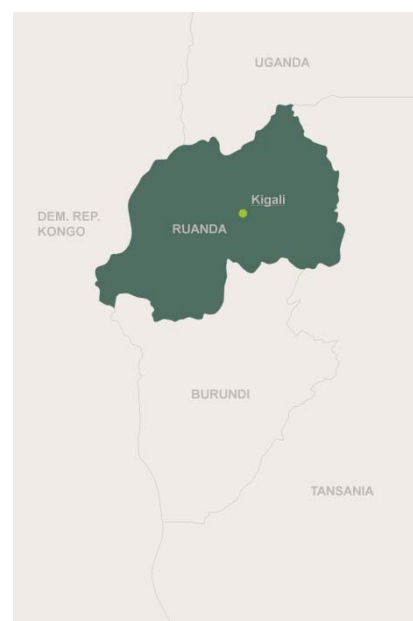 UGANDA
Kigali
DEM. REP.
KONGO
RUANDA
BURUNDI
TANSANIA